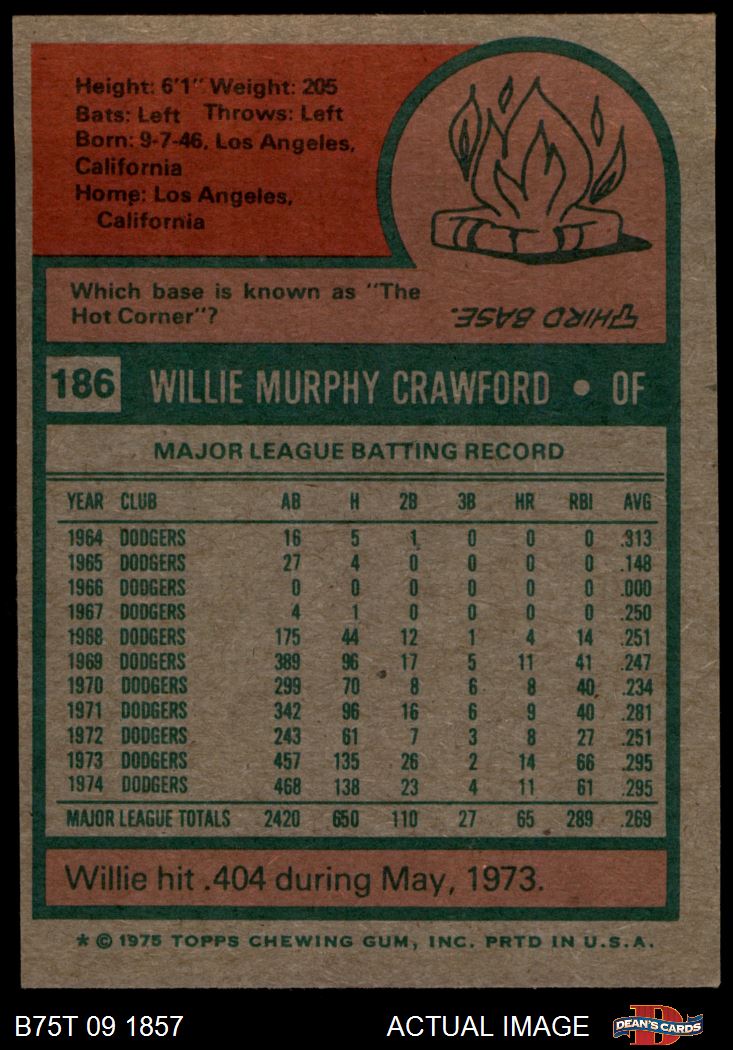 Height: 6'1" Weight: 205
Bats: Left Throws: Left
Born: 9-7-46, Los Angeles,
California
Home: Los Angeles,
California
Which base is known as "The
Hot Corner"?
THIRD BASE.
186 WILLIE MURPHY CRAWFORD • OF
MAJOR LEAGUE BATTING RECORD
YEAR CLUB AB H 2B 3B HR RBI AVG
1964 DODGERS 16 5 1 0 0 0 .313
1965 DODGERS 27 4 0 0 0 0 .148
1966 DODGERS 0 0 0 0 0 0 .000
1967 DODGERS 4 1 0 0 0 0 .250
1968 DODGERS 175 44 12 1 4 14 .251
1969 DODGERS 389 96 17 5 11 41 .247
1970 DODGERS 299 70 8 6 8 40 .234
1971 DODGERS 342 96 16 6 9 40 .281
1972 DODGERS 243 61 7 3 8 27 .251
1973 DODGERS 457 135 26 2 14 66 .295
1974 DODGERS 468 138 23 4 11 61 .295
MAJOR LEAGUE TOTALS 2420 650 110 27 65 289 .269
Willie hit .404 during May, 1973.
* © 1975 TOPPS CHEWING GUM, INC. PRTD IN U.S.A.
B75T 09 1857 ACTUAL IMAGE D DEAN'S CARDS